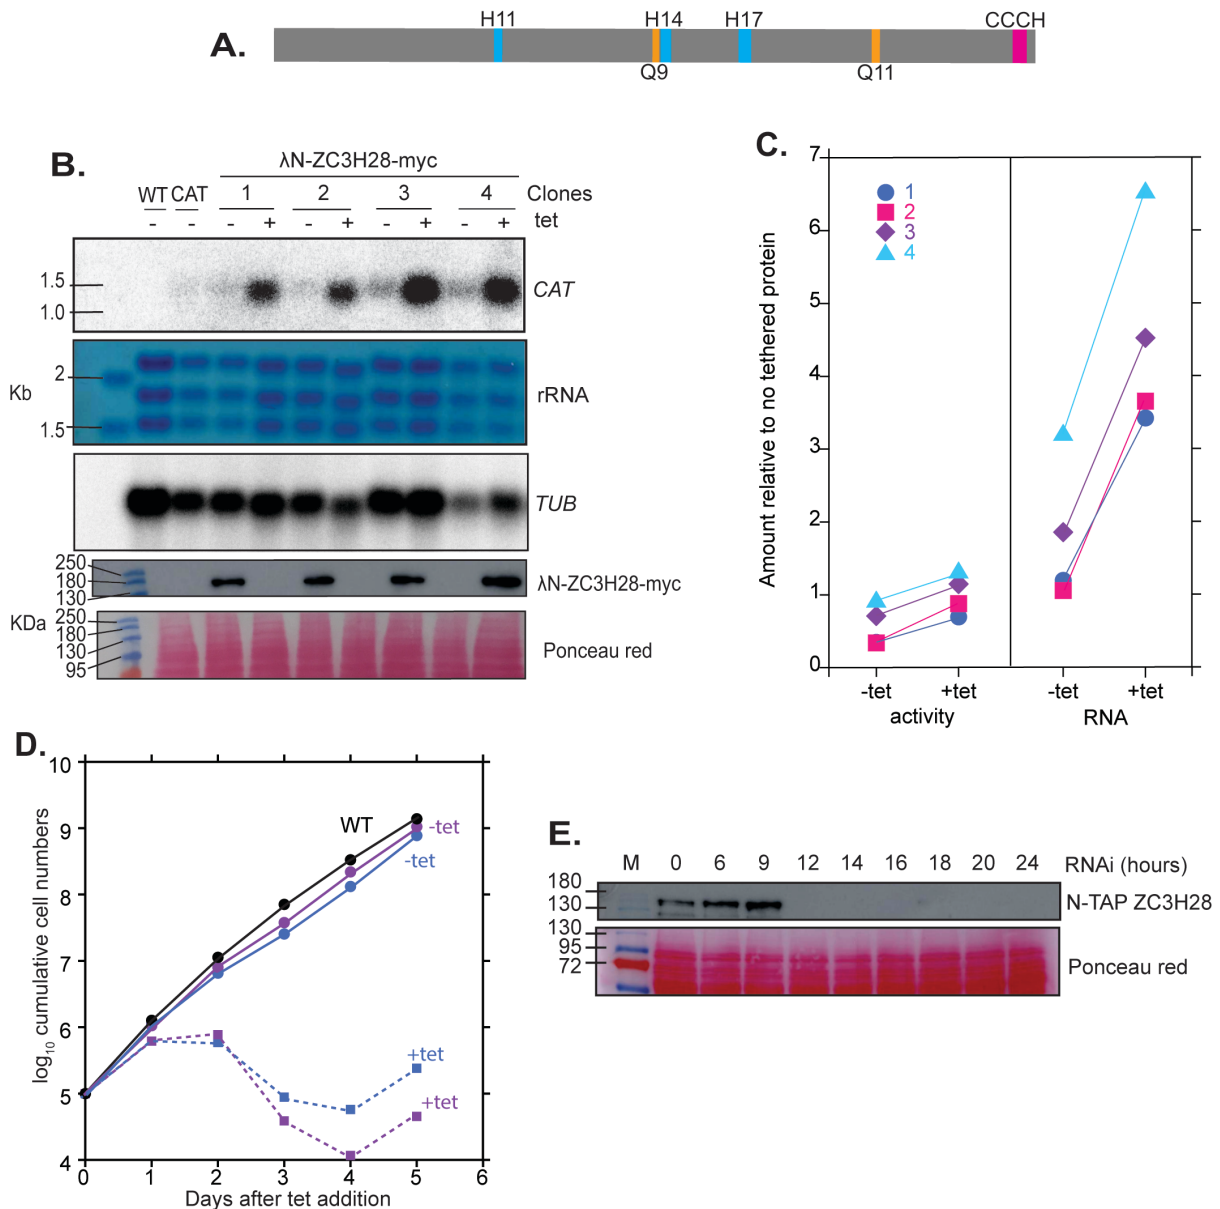 A.
H11 H14 H17 CCCH
Q9 Q11
B.
λN-ZC3H28-myc
WT CAT 1 2 3 4 Clones
- - - + - + - + - + tet
1.5
1.0
CAT
Kb
2
1.5
rRNA
TUB
250
180
130
λN-ZC3H28-myc
KDa
250
180
130
95
Ponceau red
C.
Amount relative to no tethered protein
7
6
5
4
3
2
1
0
1
2
3
4
-tet +tet -tet +tet
activity RNA
D.
log10 cumulative cell numbers
10
9
8
7
6
5
4
WT
-tet
-tet
+tet
+tet
0 1 2 3 4 5 6
Days after tet addition
E.
M 0 6 9 12 14 16 18 20 24 RNAi (hours)
180
130
N-TAP ZC3H28
130
95
72
Ponceau red